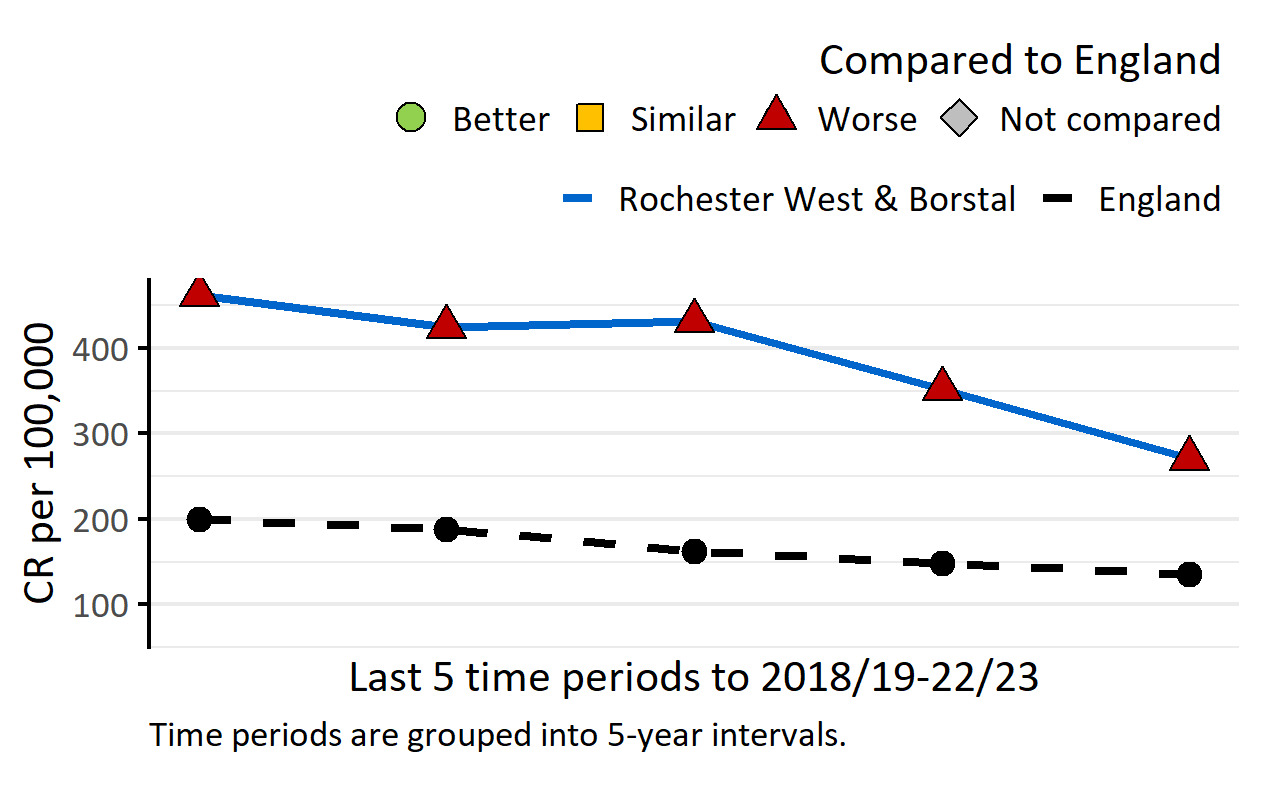 Compared to England
Better Similar Worse Not compared
Rochester West & Borstal England
CR per 100,000
400
300
200
100
Last 5 time periods to 2018/19-22/23
Time periods are grouped into 5-year intervals.